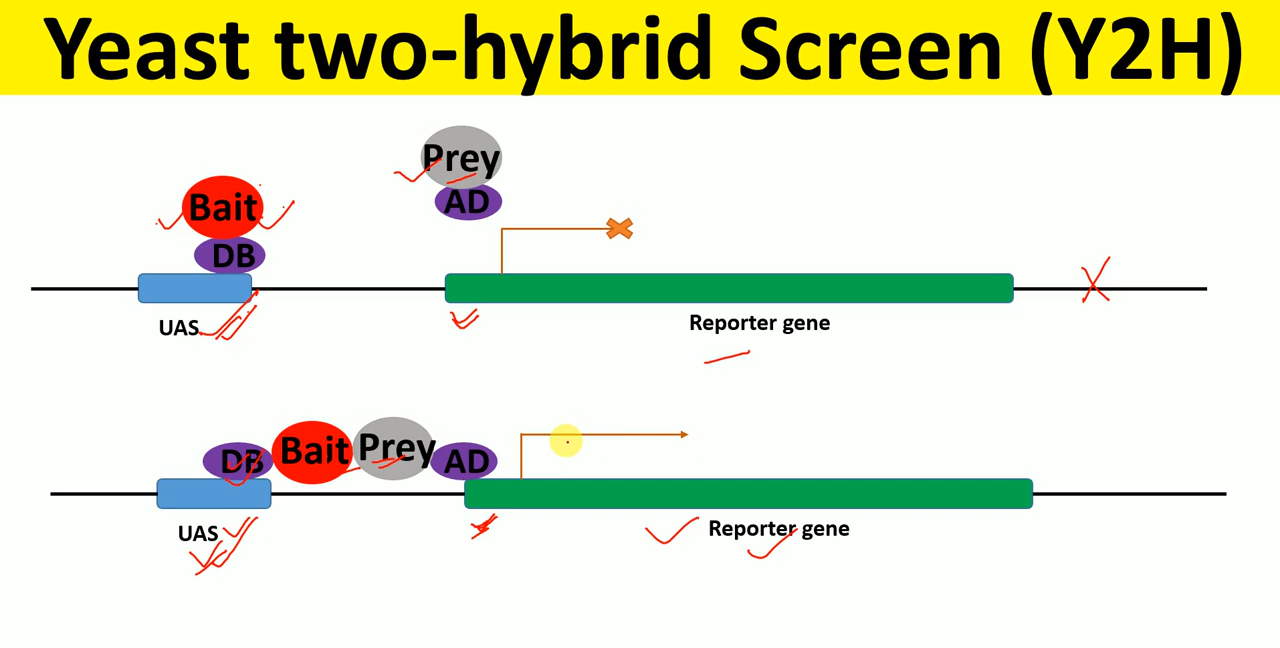 Yeast two-hybrid Screen (Y2H)
Prey
AD
Bait
DB
UAS
Reporter gene
DB Bait Prey AD
UAS
Reporter gene